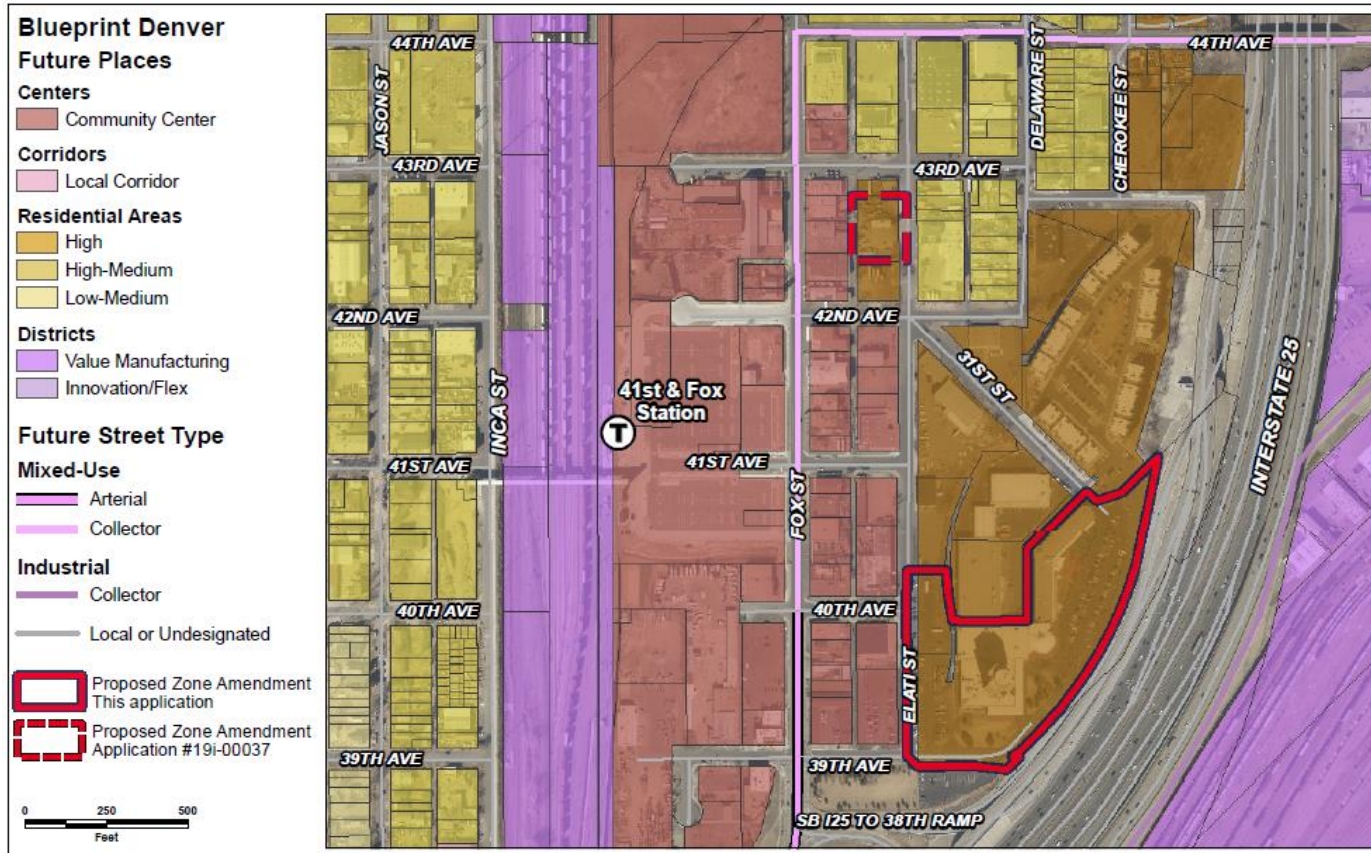 Blueprint Denver
Future Places
Centers
Community Center
Corridors
Local Corridor
Residential Areas
High
High-Medium
Low-Medium
Districts
Value Manufacturing
Innovation/Flex
Future Street Type
Mixed-Use
Arterial
Collector
Industrial
Collector
Local or Undesignated
Proposed Zone Amendment
This application
Proposed Zone Amendment
Application #19i-00037
0 250 500
Feet
44TH AVE
44TH AVE
JASON ST
DELAWARE ST
CHEROKEE ST
43RD AVE
43RD AVE
42ND AVE
42ND AVE
31ST ST
INTERSTATE 25
INCA ST
41st & Fox
Station
T
41ST AVE
41ST AVE
FOX ST
40TH AVE
40TH AVE
ELATI ST
39TH AVE
39TH AVE
SB I25 TO 38TH RAMP